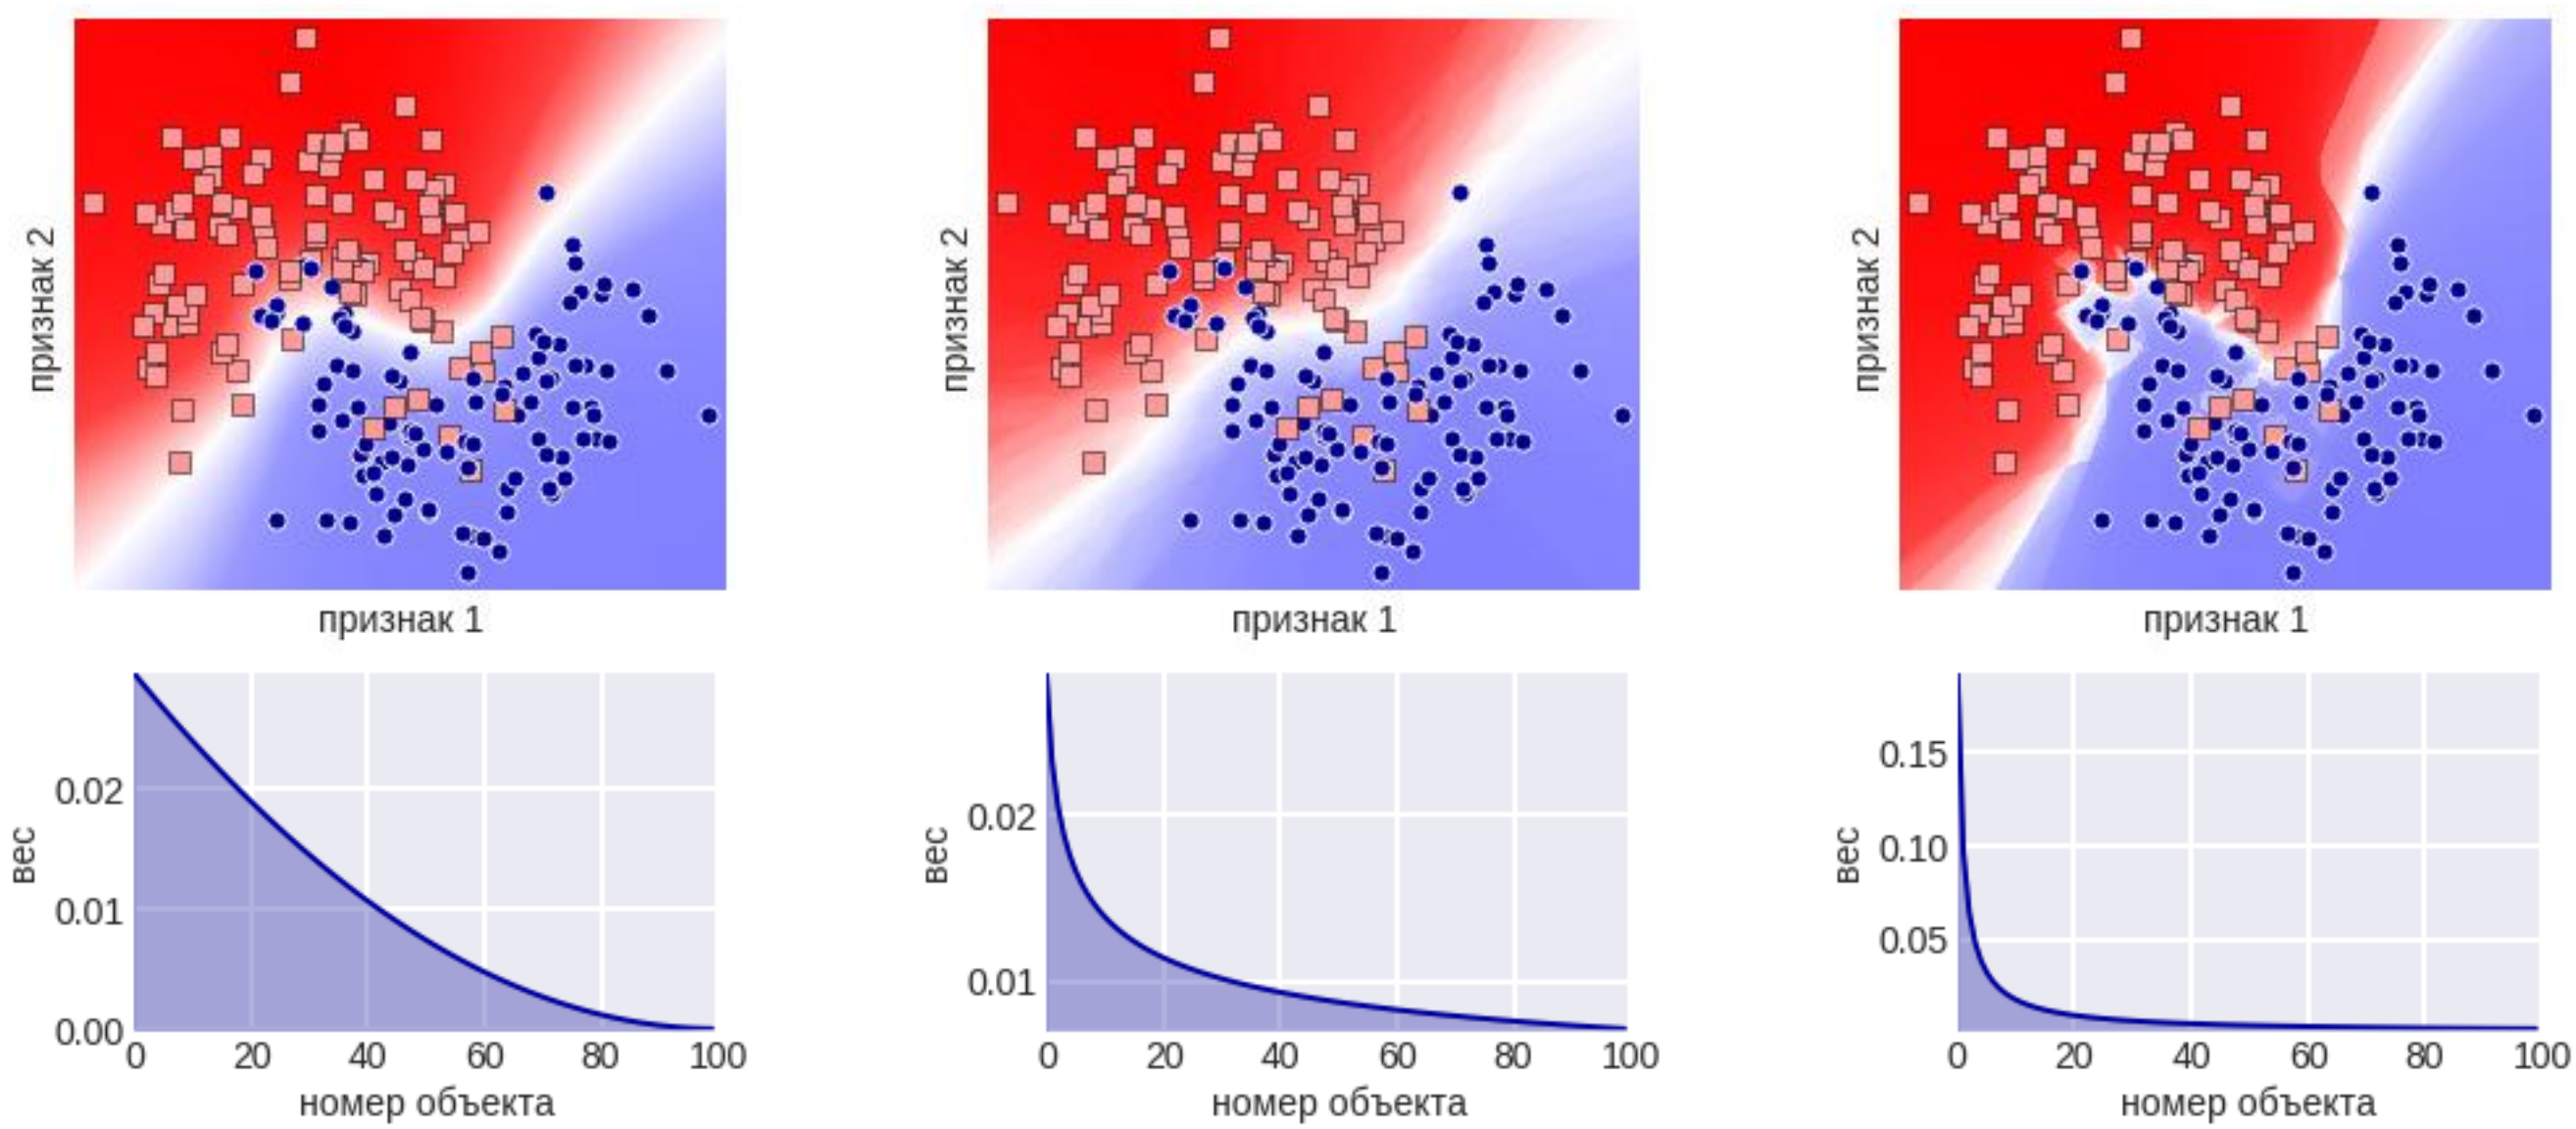 признак 2
признак 1
признак 2
признак 1
признак 2
признак 1
вес
0.02
0.01
0.00
0 20 40 60 80 100
номер объекта
вес
0.02
0.01
0 20 40 60 80 100
номер объекта
вес
0.15
0.10
0.05
0 20 40 60 80 100
номер объекта